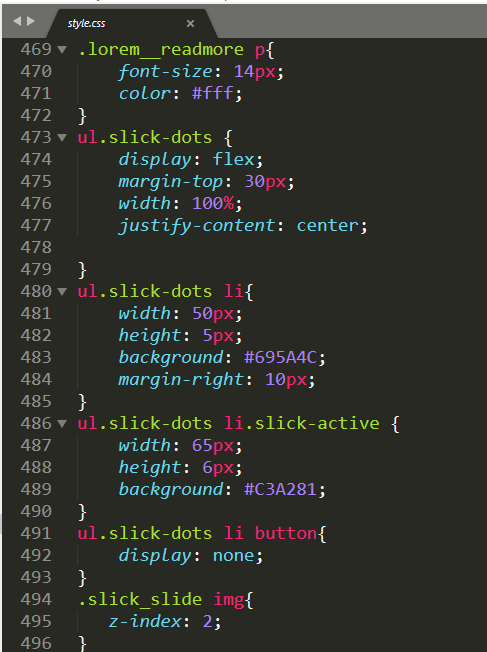 style.css ×
469 .lorem__readmore p{
470 font-size: 14px;
471 color: #fff;
472 }
473 ul.slick-dots {
474 display: flex;
475 margin-top: 30px;
476 width: 100%;
477 justify-content: center;
478
479 }
480 ul.slick-dots li{
481 width: 50px;
482 height: 5px;
483 background: #695A4C;
484 margin-right: 10px;
485 }
486 ul.slick-dots li.slick-active {
487 width: 65px;
488 height: 6px;
489 background: #C3A281;
490 }
491 ul.slick-dots li button{
492 display: none;
493 }
494 .slick_slide img{
495 z-index: 2;
496 }